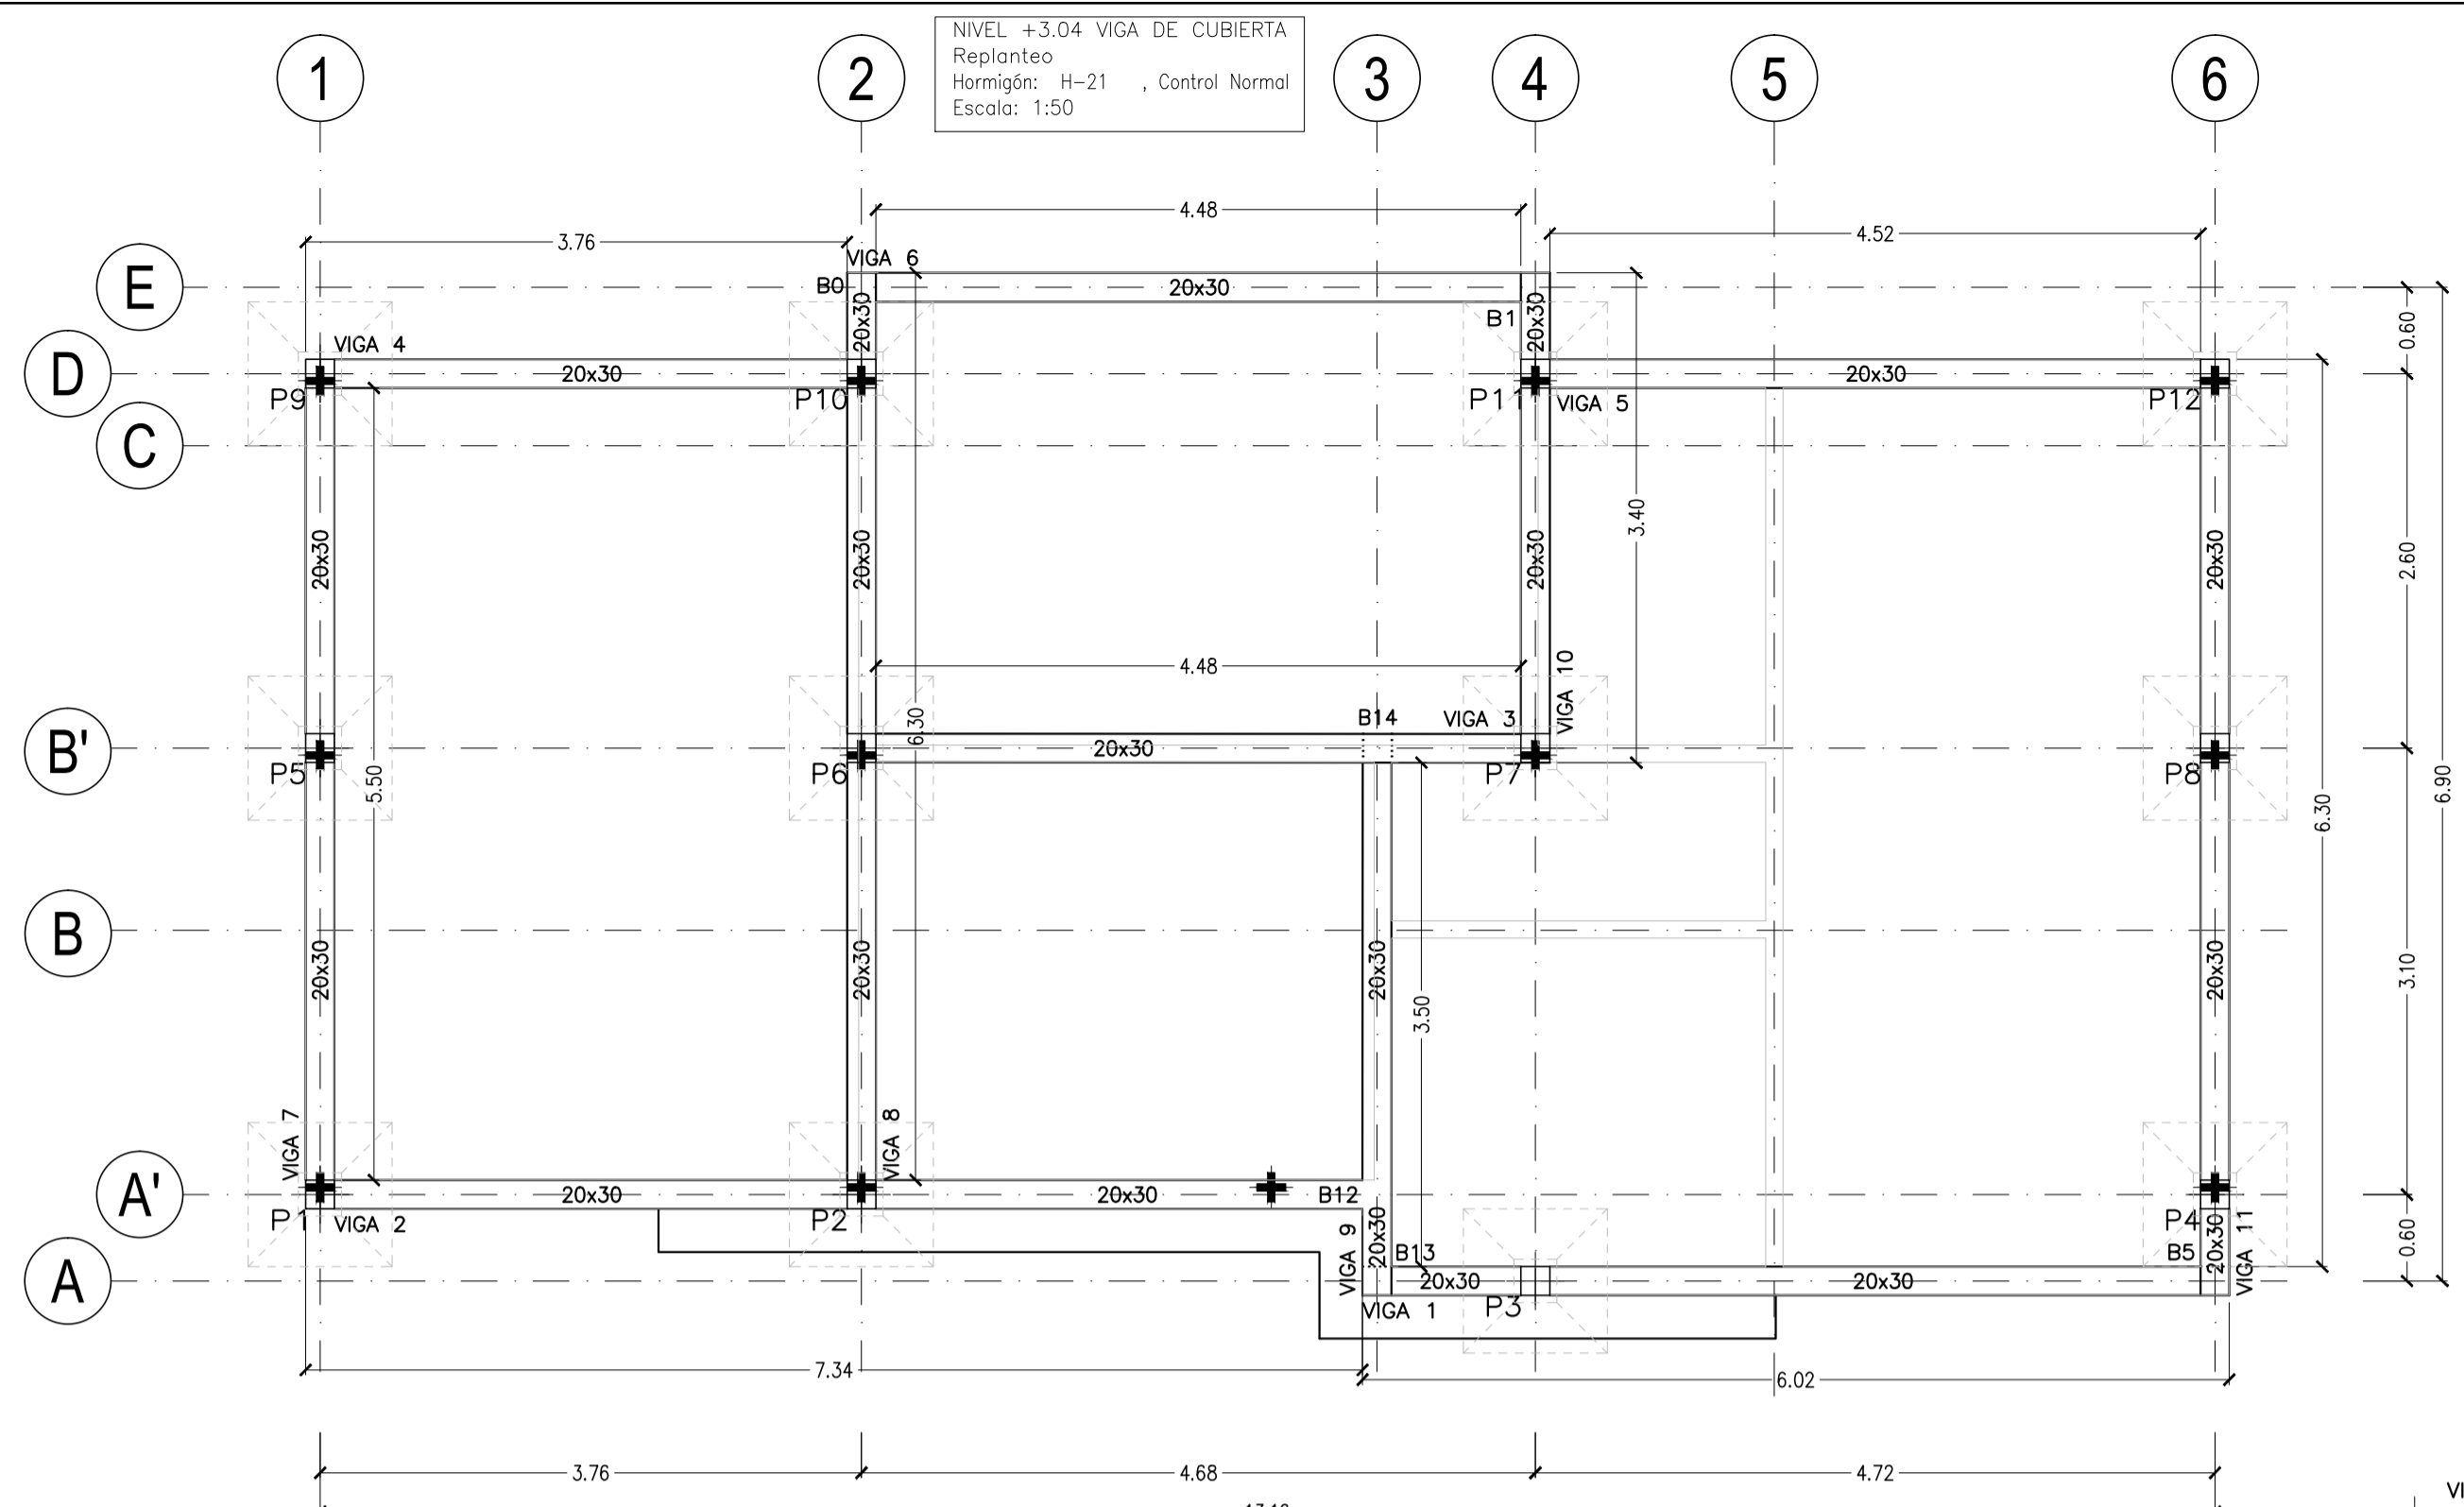 NIVEL +3.04 VIGA DE CUBIERTA
Replanteo
Hormigón: H-21 , Control Normal
Escala: 1:50
1
2
3
4
5
6
4.48
3.76
4.52
VIGA 6
E
B0
20x30
20x30
B1
20x30
0.60
VIGA 4
D
20x30
20x30
P9
P10
P11
VIGA 5
P12
C
3.40
20x30
20x30
20x30
20x30
2.60
4.48
VIGA 10
B14
VIGA 3
6.30
B'
20x30
P5
5.50
P6
P7
P8
6.90
6.30
B
20x30
20x30
20x30
20x30
3.10
3.50
VIGA 7
VIGA 8
A'
20x30
20x30
B12
P1
VIGA 2
P2
P4
20x30
VIGA 11
0.60
VIGA 9
20x30
B13
B5
A
20x30
20x30
P3
VIGA 1
7.34
6.02
3.76
4.68
4.72